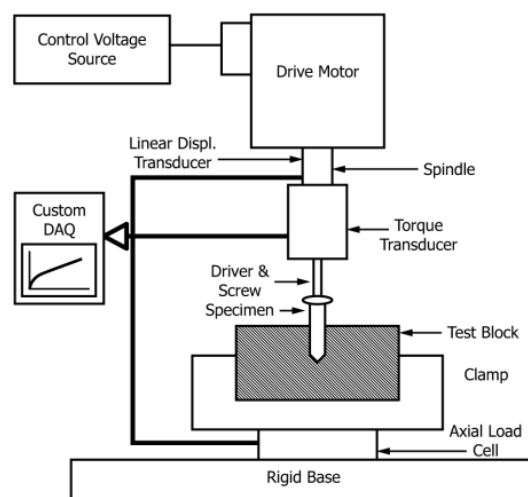 Control Voltage
Source
Drive Motor
Linear Displ.
Transducer
Spindle
Custom
DAQ
Torque
Transducer
Driver &
Screw
Specimen
Test Block
Clamp
Axial Load
Cell
Rigid Base